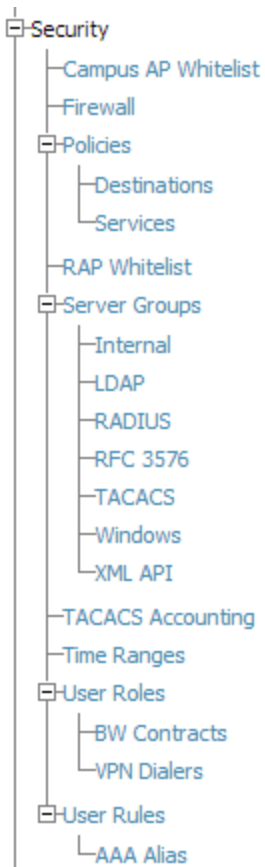 Security
Campus AP Whitelist
Firewall
Policies
Destinations
Services
RAP Whitelist
Server Groups
Internal
LDAP
RADIUS
RFC 3576
TACACS
Windows
XML API
TACACS Accounting
Time Ranges
User Roles
BW Contracts
VPN Dialers
User Rules
AAA Alias